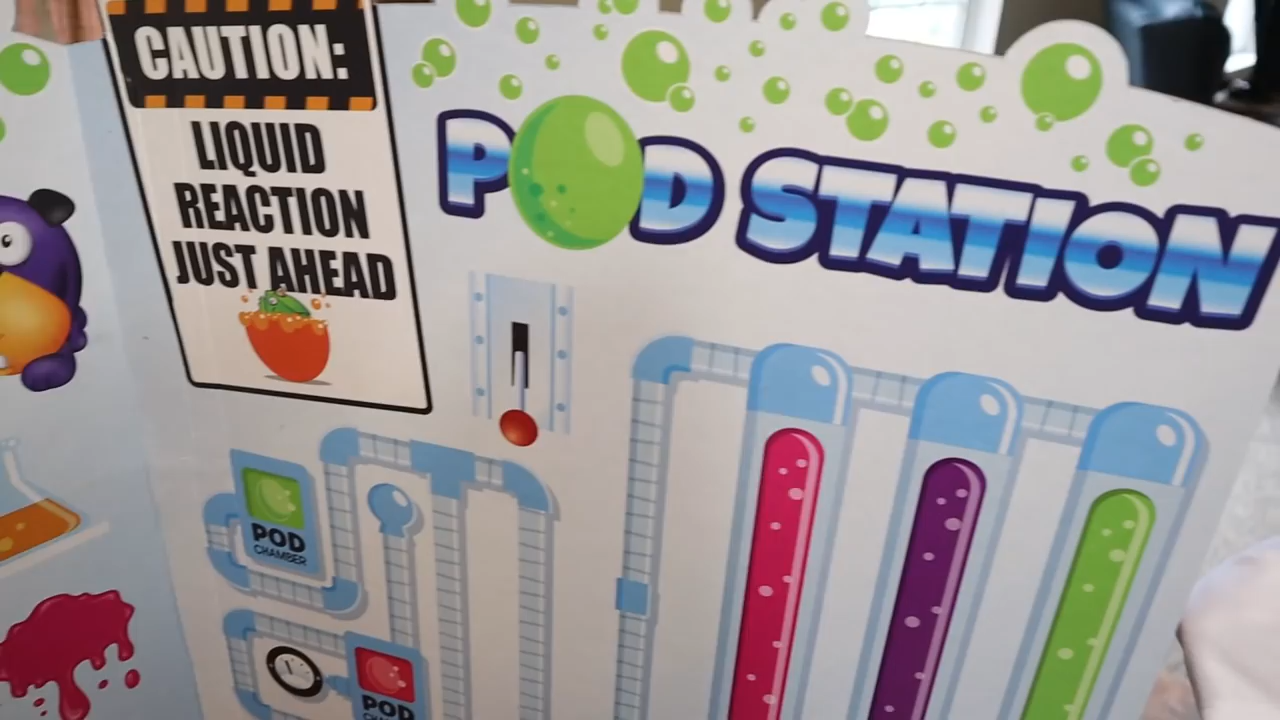 CAUTION:
LIQUID
REACTION
JUST AHEAD
POD STATION
POD
CHAMBER
POD